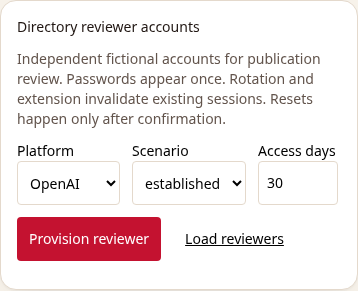 Directory reviewer accounts
Independent fictional accounts for publication
review. Passwords appear once. Rotation and
extension invalidate existing sessions. Resets
happen only after confirmation.
Platform Scenario Access days
OpenAI established 30
Provision reviewer Load reviewers